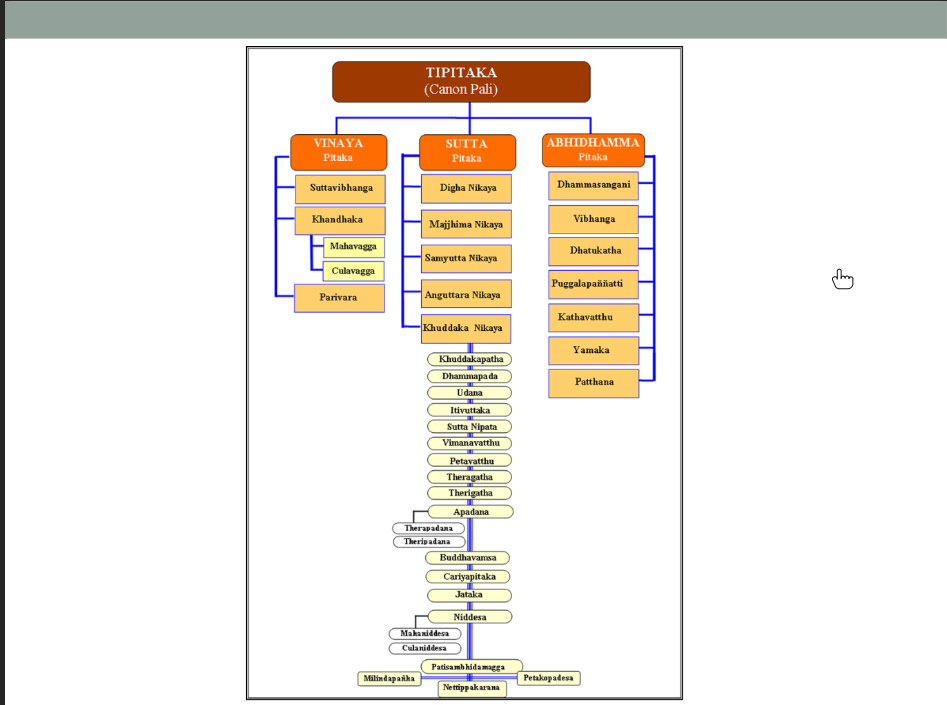 TIPITAKA
(Canon Pali)
VINAYA
Pitaka
Suttavibhanga
Khandhaka
Mahavagga
Culavagga
Parivara
SUTTA
Pitaka
Digha Nikaya
Majjhima Nikaya
Samyutta Nikaya
Anguttara Nikaya
Khuddaka Nikaya
Khuddakapatha
Dhammapada
Udana
Itivuttaka
Sutta Nipata
Vimanavatthu
Petavatthu
Theragatha
Therigatha
Apadana
Therapadana
Theripadana
Buddhavamsa
Cariyapitaka
Jataka
Niddesa
Mahaniddesa
Culaniddesa
Patisambhidamagga
Milindapañha
Nettippakarana
Petakopadesa
ABHIDHAMMA
Pitaka
Dhammasangani
Vibhanga
Dhatukatha
Puggalapaññatti
Kathavatthu
Yamaka
Patthana